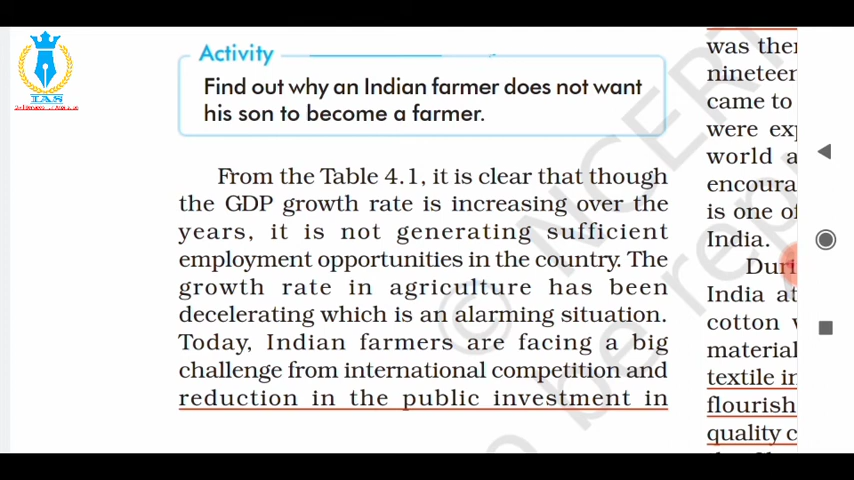 IAS
Activity
Find out why an Indian farmer does not want
his son to become a farmer.
From the Table 4.1, it is clear that though
the GDP growth rate is increasing over the
years, it is not generating sufficient
employment opportunities in the country. The
growth rate in agriculture has been
decelerating which is an alarming situation.
Today, Indian farmers are facing a big
challenge from international competition and
reduction in the public investment in
nineteen
came to
were
world
is one of
India.
India
cotton
textile
quality
© NCERT